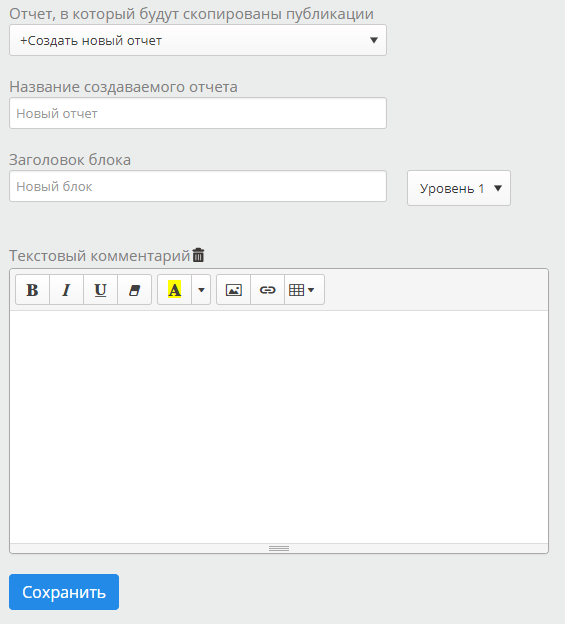 Отчет, в который будут скопированы публикации
+Создать новый отчет
Название создаваемого отчета
Новый отчет
Заголовок блока
Новый блок
Уровень 1
Текстовый комментарий
B I U A
Сохранить